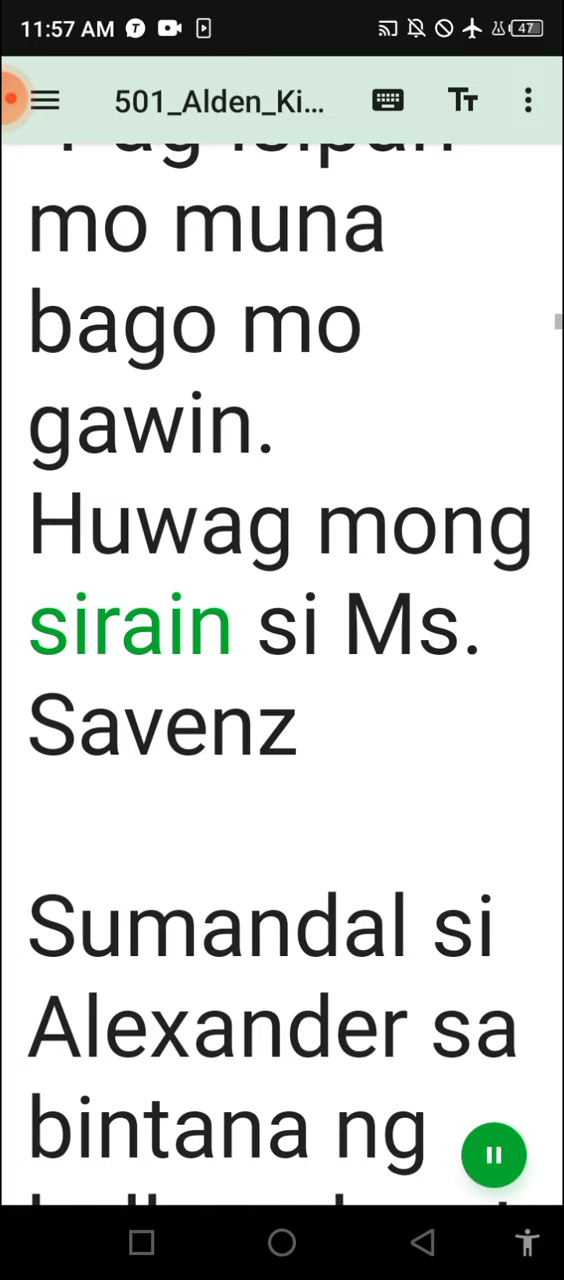 11:57 AM
47
501_Alden_Ki...
Tт
mo muna
bago mo
gawin.
Huwag mong
sirain si Ms.
Savenz
Sumandal si
Alexander sa
bintana ng